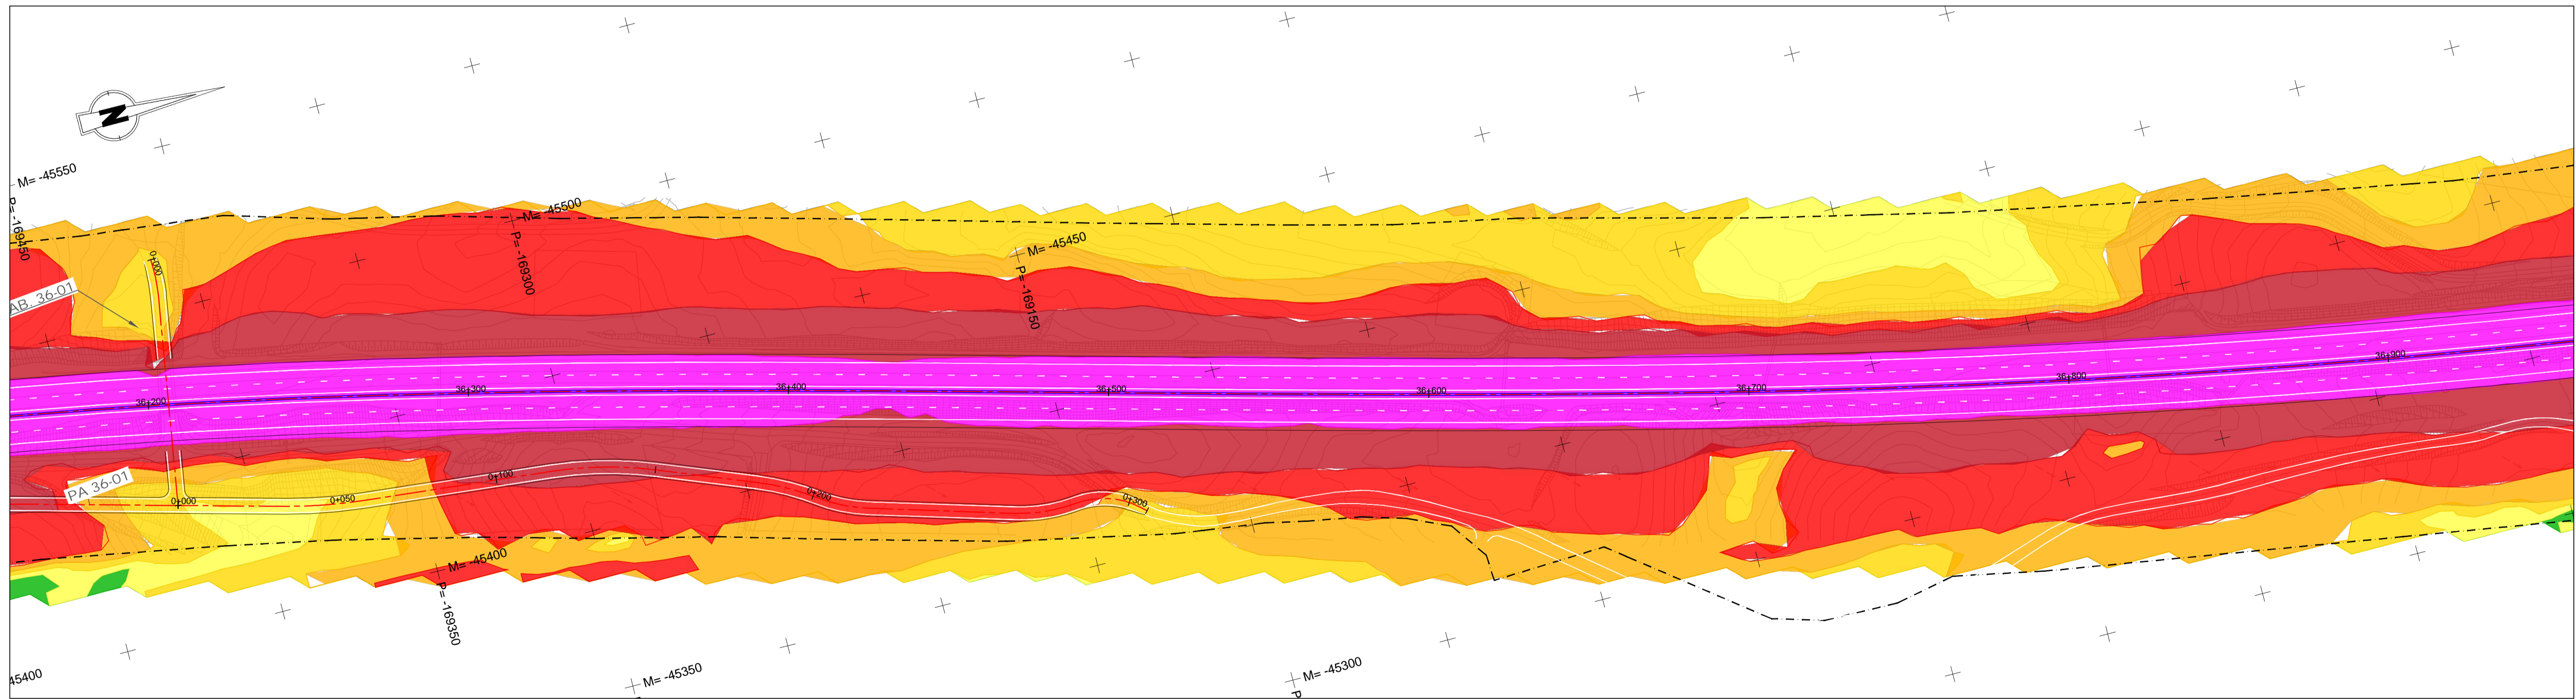 N
M= -45550
P= -169450
M= -45500
P= -169300
M= -45450
P= -169150
0+000
AB. 36-01
36+200
36+300
36+400
36+500
36+600
36+700
36+800
36+900
PA 36-01
0+000
0+050
0+100
0+200
0+300
M= -45400
P= -169350
45400
M= -45350
M= -45300
P